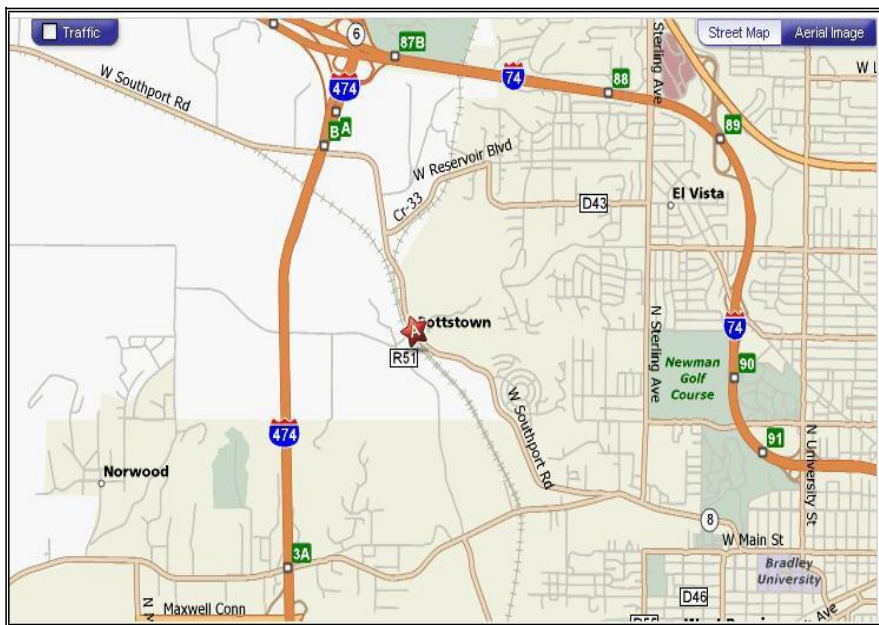 Traffic
Street Map
Aerial Image
6
87B
88
89
Sterling Ave
W Southport Rd
474
74
B
A
W Reservoir Blvd
Cr-33
D43
El Vista
A
Pottstown
R51
N Sterling Ave
74
Newman
Golf
Course
90
W Southport Rd
474
Norwood
91
N University St
8
W Main St
3A
Bradley
University
D46
Maxwell Conn
Ave